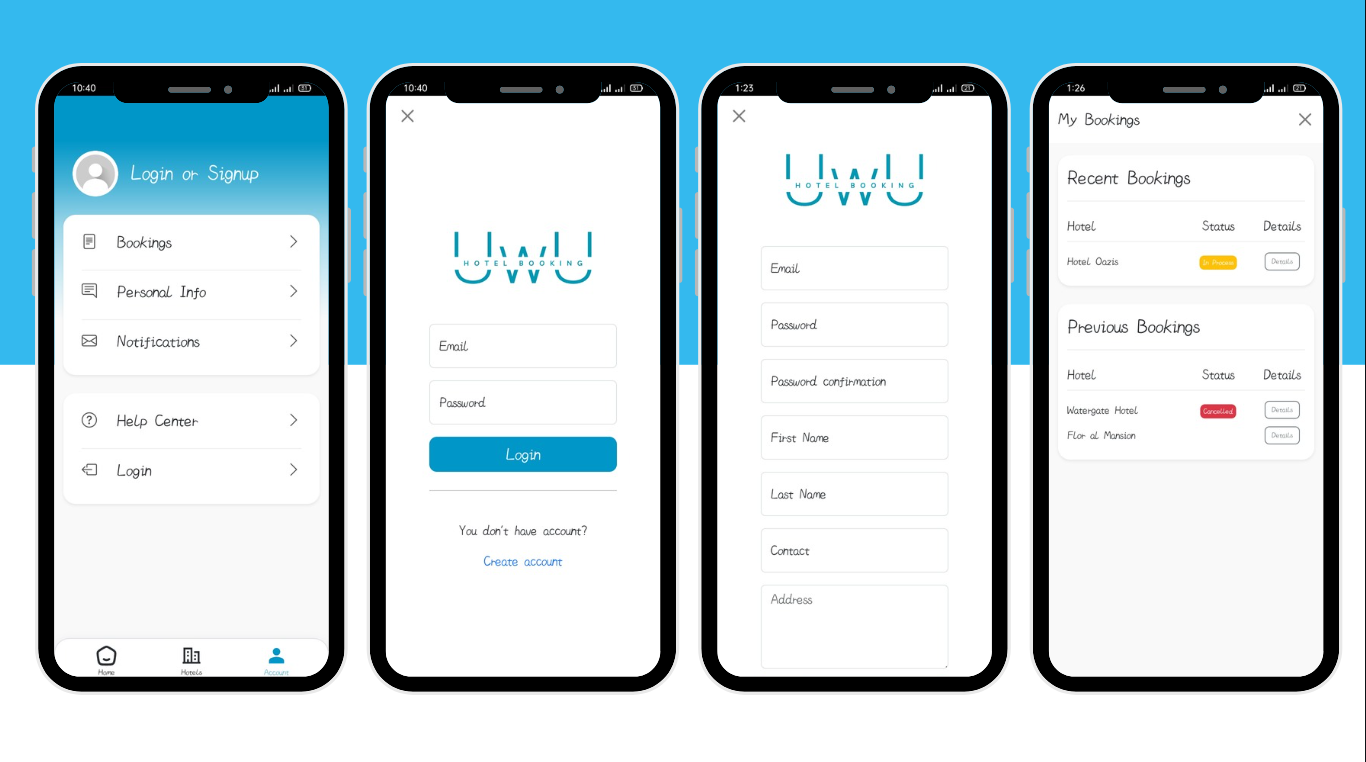 10:40
Login or Signup
Bookings
Personal Info
Notifications
Help Center
Login
Home
Hotels
Account
10:40
UWU
HOTEL BOOKING
Email
Password
Login
You don't have account?
Create account
1:23
UWU
HOTEL BOOKING
Email
Password
Password confirmation
First Name
Last Name
Contact
Address
1:26
My Bookings
Recent Bookings
Hotel Status Details
Hotel Oazis In Process Details
Previous Bookings
Hotel Status Details
Watergate Hotel Cancelled Details
Flor al Mansion Details